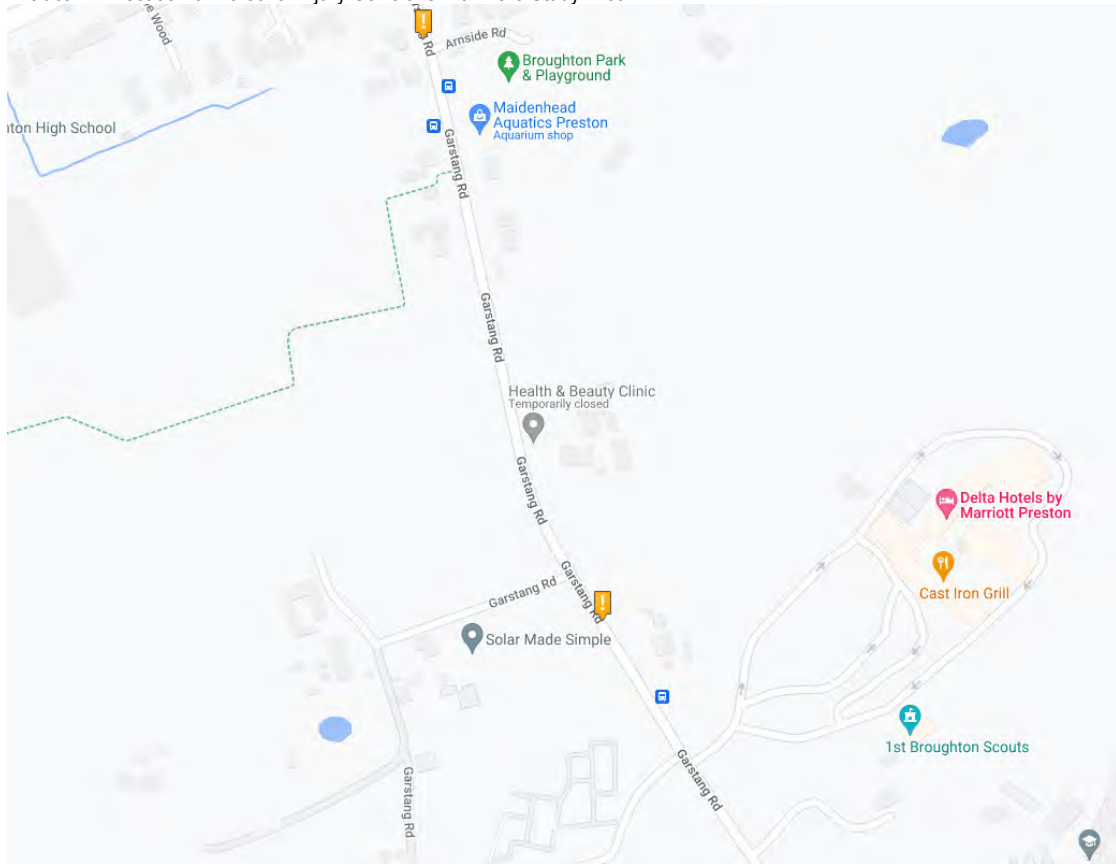 e Wood
Rd
Arnside Rd
Broughton Park
& Playground
Maidenhead
Aquatics Preston
Aquarium shop
ton High School
Garstang Rd
Garstang Rd
Health & Beauty Clinic
Temporarily closed
Garstang Rd
Delta Hotels by
Marriott Preston
Garstang Rd
Garstang Rd
Cast Iron Grill
Solar Made Simple
1st Broughton Scouts
Garstang Rd
Garstang Rd